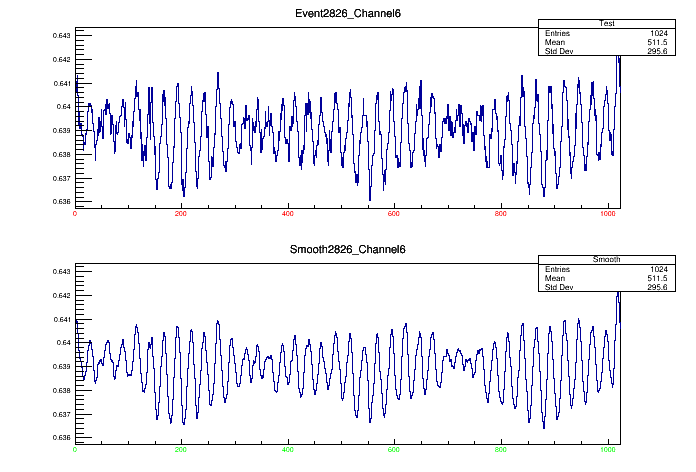 Event2826_Channel6
Test
Entries 1024
Mean 511.5
Std Dev 295.6
0.643
0.642
0.641
0.64
0.639
0.638
0.637
0.636
0 200 400 600 800 1000
Smooth2826_Channel6
Smooth
Entries 1024
Mean 511.5
Std Dev 295.6
0.643
0.642
0.641
0.64
0.639
0.638
0.637
0.636
0 200 400 600 800 1000